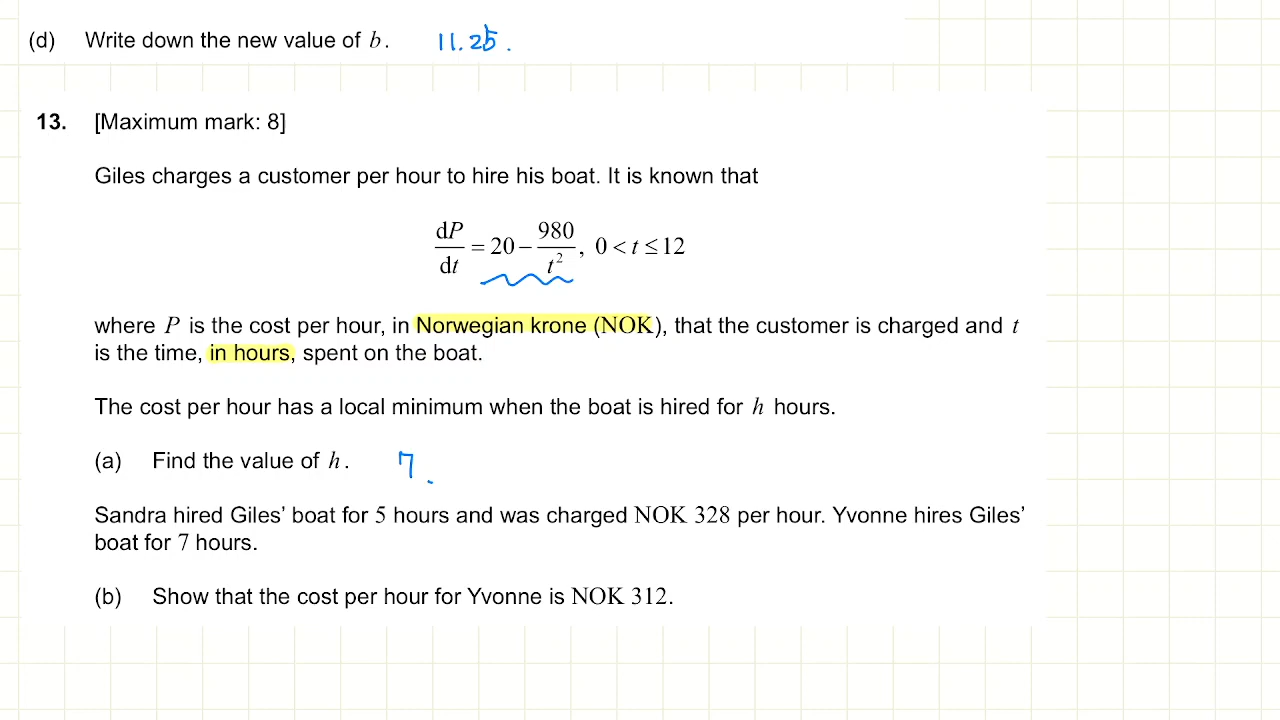 (d) Write down the new value of b. 11.25.
13. [Maximum mark: 8]
Giles charges a customer per hour to hire his boat. It is known that
dP/dt = 20 − 980/t², 0 < t ≤ 12
where P is the cost per hour, in Norwegian krone (NOK), that the customer is charged and t
is the time, in hours, spent on the boat.
The cost per hour has a local minimum when the boat is hired for h hours.
(a) Find the value of h. 7.
Sandra hired Giles’ boat for 5 hours and was charged NOK 328 per hour. Yvonne hires Giles’
boat for 7 hours.
(b) Show that the cost per hour for Yvonne is NOK 312.